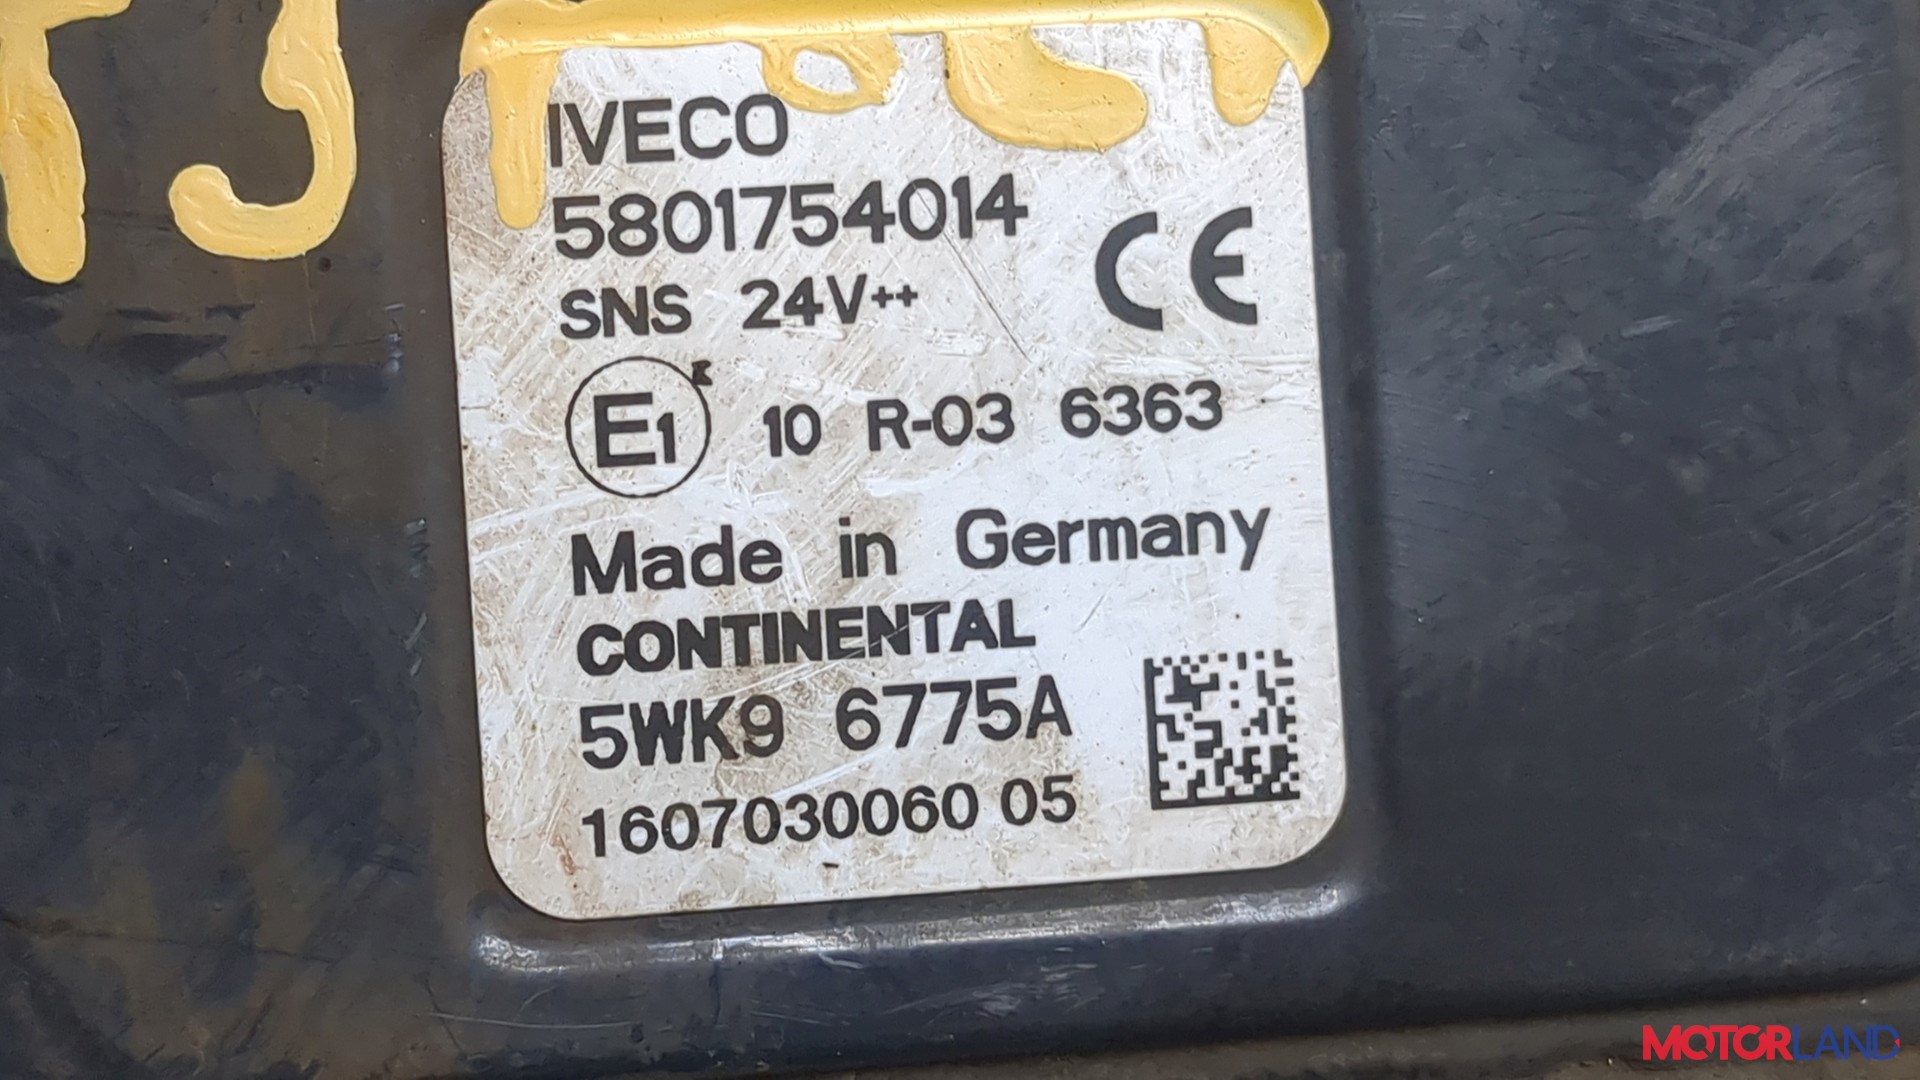 IVECO
5801754014
SNS 24V++
CE
E1 10 R-03 6363
Made in Germany
CONTINENTAL
5WK9 6775A
1607030060 05
MOTORLAND